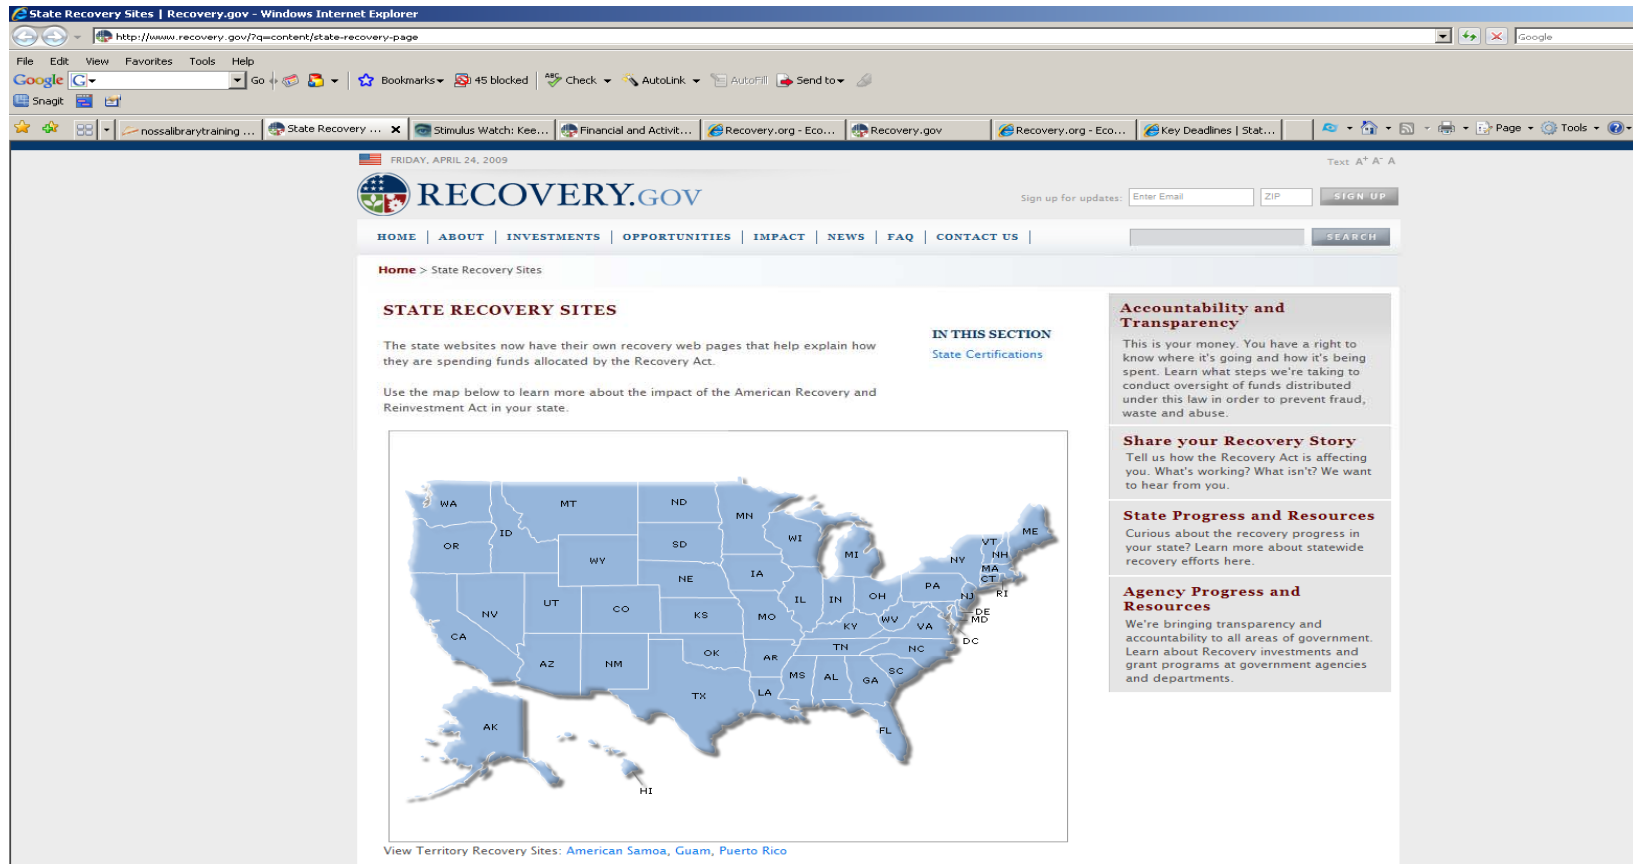 State Recovery Sites | Recovery.gov - Windows Internet Explorer
http://www.recovery.gov/?q=content/state-recovery-page
Google
File Edit View Favorites Tools Help
Google G Go Bookmarks 45 blocked ABC Check AutoLink AutoFill Send to
Snagit
nossalibrarytraining ... State Recovery ... Stimulus Watch: Kee... Financial and Activit... Recovery.org - Eco... Recovery.gov Recovery.org - Eco... Key Deadlines | Stat... Page Tools
FRIDAY, APRIL 24, 2009
Text A+ A- A
RECOVERY.GOV
Sign up for updates: Enter Email ZIP SIGN UP
HOME | ABOUT | INVESTMENTS | OPPORTUNITIES | IMPACT | NEWS | FAQ | CONTACT US |
SEARCH
Home > State Recovery Sites
STATE RECOVERY SITES
The state websites now have their own recovery web pages that help explain how
they are spending funds allocated by the Recovery Act.
Use the map below to learn more about the impact of the American Recovery and
Reinvestment Act in your state.
IN THIS SECTION
State Certifications
WA
MT
ND
MN
ME
ID
OR
SD
WI
MI
VT
NH
NY
MA
CT
RI
WY
IA
NE
PA
NJ
NV
UT
CO
IL
IN
OH
DE
MD
KS
MO
KY
WV
VA
DC
CA
AZ
NM
OK
AR
TN
NC
SC
MS
AL
GA
TX
LA
FL
AK
HI
View Territory Recovery Sites: American Samoa, Guam, Puerto Rico
Accountability and
Transparency
This is your money. You have a right to
know where it's going and how it's being
spent. Learn what steps we're taking to
conduct oversight of funds distributed
under this law in order to prevent fraud,
waste and abuse.
Share your Recovery Story
Tell us how the Recovery Act is affecting
you. What's working? What isn't? We want
to hear from you.
State Progress and Resources
Curious about the recovery progress in
your state? Learn more about statewide
recovery efforts here.
Agency Progress and
Resources
We're bringing transparency and
accountability to all areas of government.
Learn about Recovery investments and
grant programs at government agencies
and departments.